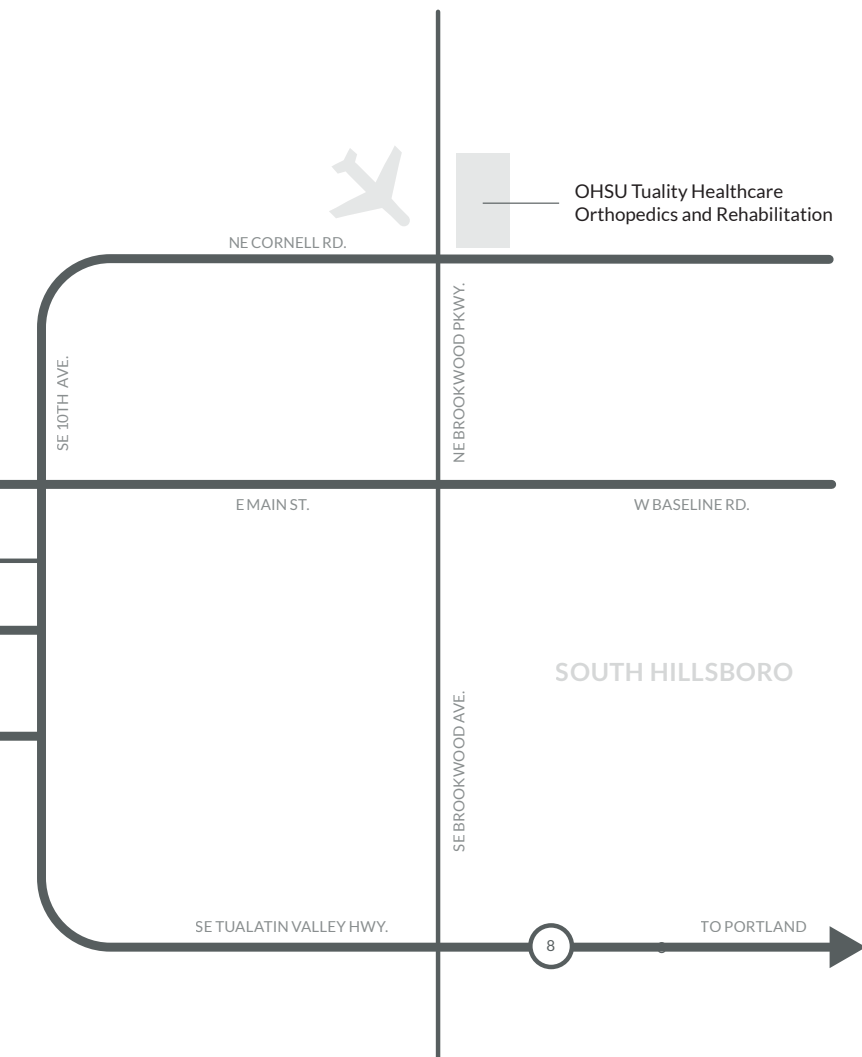 OHSU Tuality Healthcare
Orthopedics and Rehabilitation
NE CORNELL RD.
NE BROOKWOOD PKWY.
SE 10TH AVE.
E MAIN ST.
W BASELINE RD.
SOUTH HILLSBORO
SE BROOKWOOD AVE.
SE TUALATIN VALLEY HWY.
8
TO PORTLAND